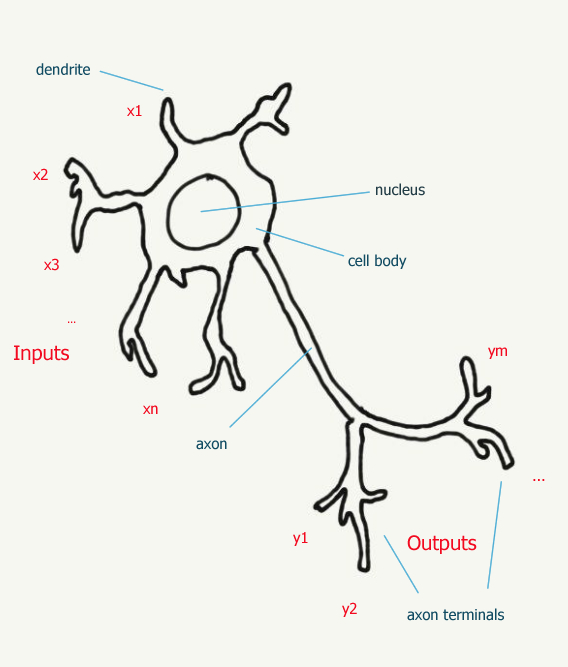 dendrite
x1
x2
nucleus
cell body
x3
...
Inputs
ym
xn
axon
...
y1
Outputs
y2
axon terminals